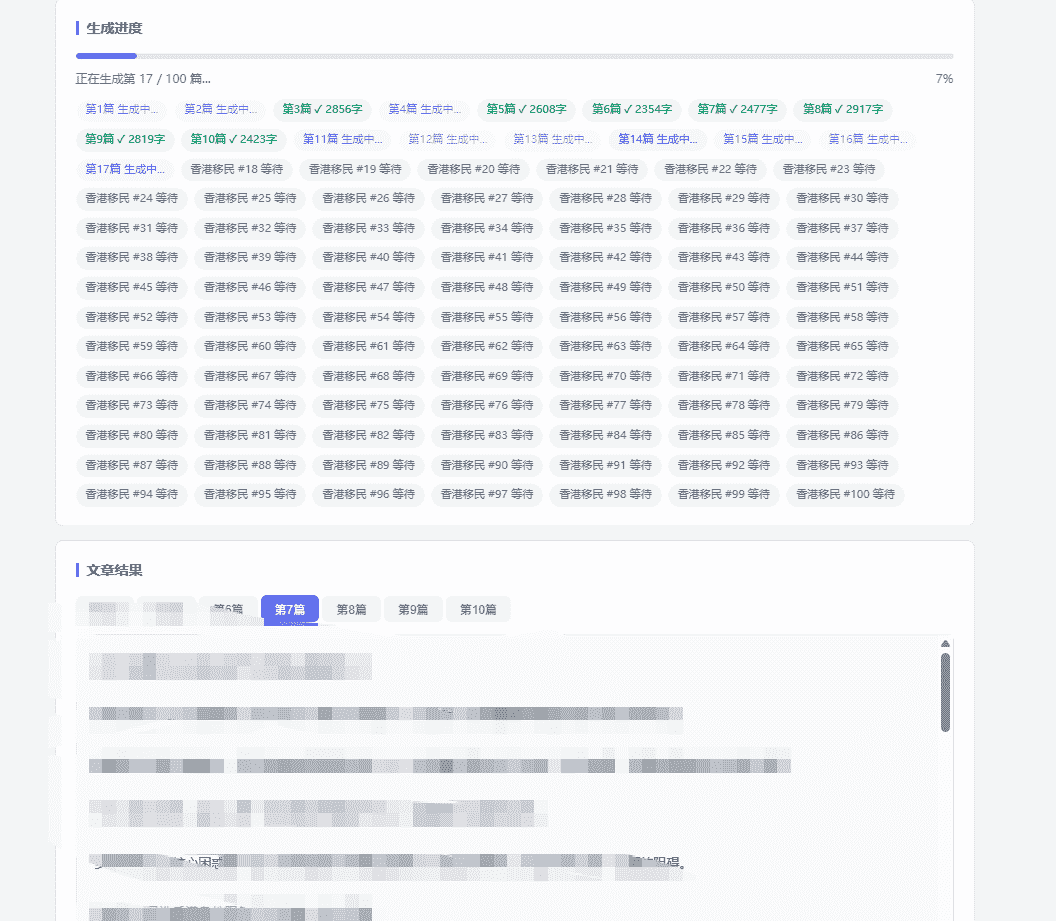 生成进度
正在生成第 17 / 100 篇... 7%
第1篇 生成中... 第2篇 生成中... 第3篇 ✓ 2856字 第4篇 生成中... 第5篇 ✓ 2608字 第6篇 ✓ 2354字 第7篇 ✓ 2477字 第8篇 ✓ 2917字
第9篇 ✓ 2819字 第10篇 ✓ 2423字 第11篇 生成中... 第12篇 生成中... 第13篇 生成中... 第14篇 生成中... 第15篇 生成中... 第16篇 生成中...
第17篇 生成中... 香港移民 #18 等待 香港移民 #19 等待 香港移民 #20 等待 香港移民 #21 等待 香港移民 #22 等待 香港移民 #23 等待
香港移民 #24 等待 香港移民 #25 等待 香港移民 #26 等待 香港移民 #27 等待 香港移民 #28 等待 香港移民 #29 等待 香港移民 #30 等待
香港移民 #31 等待 香港移民 #32 等待 香港移民 #33 等待 香港移民 #34 等待 香港移民 #35 等待 香港移民 #36 等待 香港移民 #37 等待
香港移民 #38 等待 香港移民 #39 等待 香港移民 #40 等待 香港移民 #41 等待 香港移民 #42 等待 香港移民 #43 等待 香港移民 #44 等待
香港移民 #45 等待 香港移民 #46 等待 香港移民 #47 等待 香港移民 #48 等待 香港移民 #49 等待 香港移民 #50 等待 香港移民 #51 等待
香港移民 #52 等待 香港移民 #53 等待 香港移民 #54 等待 香港移民 #55 等待 香港移民 #56 等待 香港移民 #57 等待 香港移民 #58 等待
香港移民 #59 等待 香港移民 #60 等待 香港移民 #61 等待 香港移民 #62 等待 香港移民 #63 等待 香港移民 #64 等待 香港移民 #65 等待
香港移民 #66 等待 香港移民 #67 等待 香港移民 #68 等待 香港移民 #69 等待 香港移民 #70 等待 香港移民 #71 等待 香港移民 #72 等待
香港移民 #73 等待 香港移民 #74 等待 香港移民 #75 等待 香港移民 #76 等待 香港移民 #77 等待 香港移民 #78 等待 香港移民 #79 等待
香港移民 #80 等待 香港移民 #81 等待 香港移民 #82 等待 香港移民 #83 等待 香港移民 #84 等待 香港移民 #85 等待 香港移民 #86 等待
香港移民 #87 等待 香港移民 #88 等待 香港移民 #89 等待 香港移民 #90 等待 香港移民 #91 等待 香港移民 #92 等待 香港移民 #93 等待
香港移民 #94 等待 香港移民 #95 等待 香港移民 #96 等待 香港移民 #97 等待 香港移民 #98 等待 香港移民 #99 等待 香港移民 #100 等待
文章结果
第6篇 第7篇 第8篇 第9篇 第10篇
心困惑 阻碍。